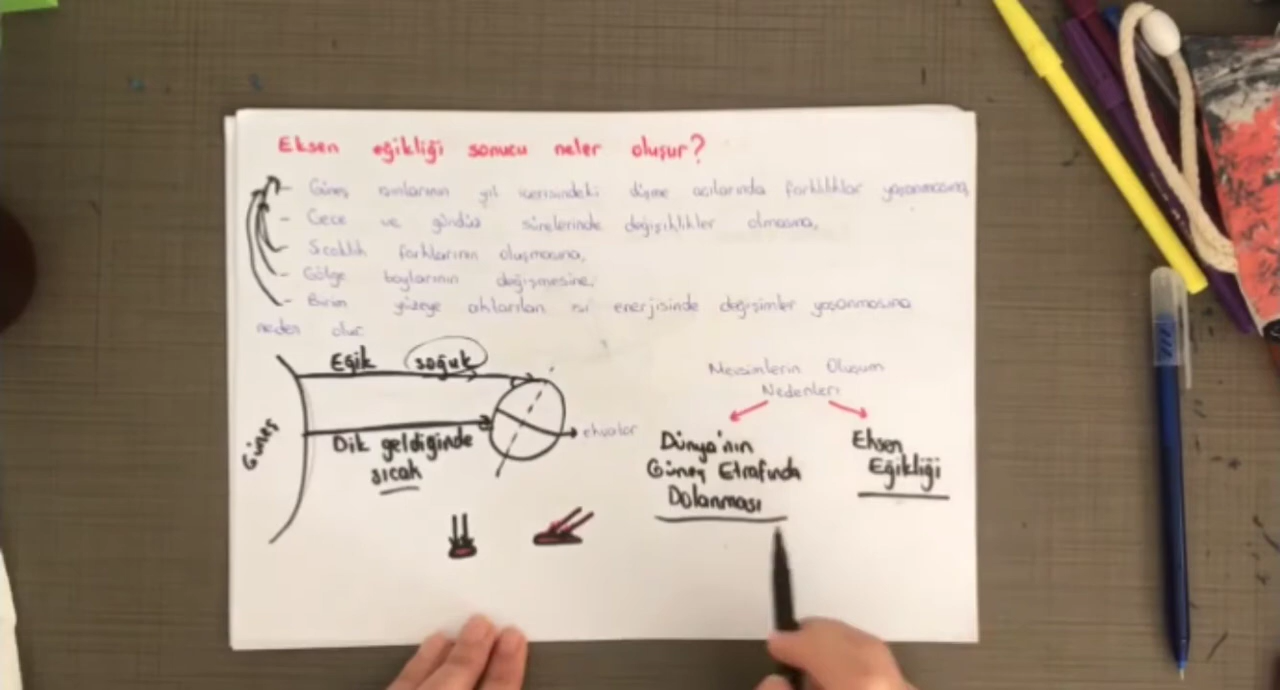 Eksen eğikliği sonucu neler oluşur?
- Güneş ışınlarının yıl içerisindeki düşme açılarında farklılıklar yaşanmasına,
- Gece ve gündüz sürelerinde değişiklikler olmasına,
- Sıcaklık farklarının oluşmasına,
- Gölge boylarının değişmesine,
- Birim yüzeye aktarılan ısı enerjisinde değişimler yaşanmasına
neden olur
Güneş
Eğik soğuk
Dik geldiğinde
sıcak
ekvator
Mevsimlerin Oluşum
Nedenleri
Dünya'nın
Güneş Etrafında
Dolanması
Eksen
Eğikliği